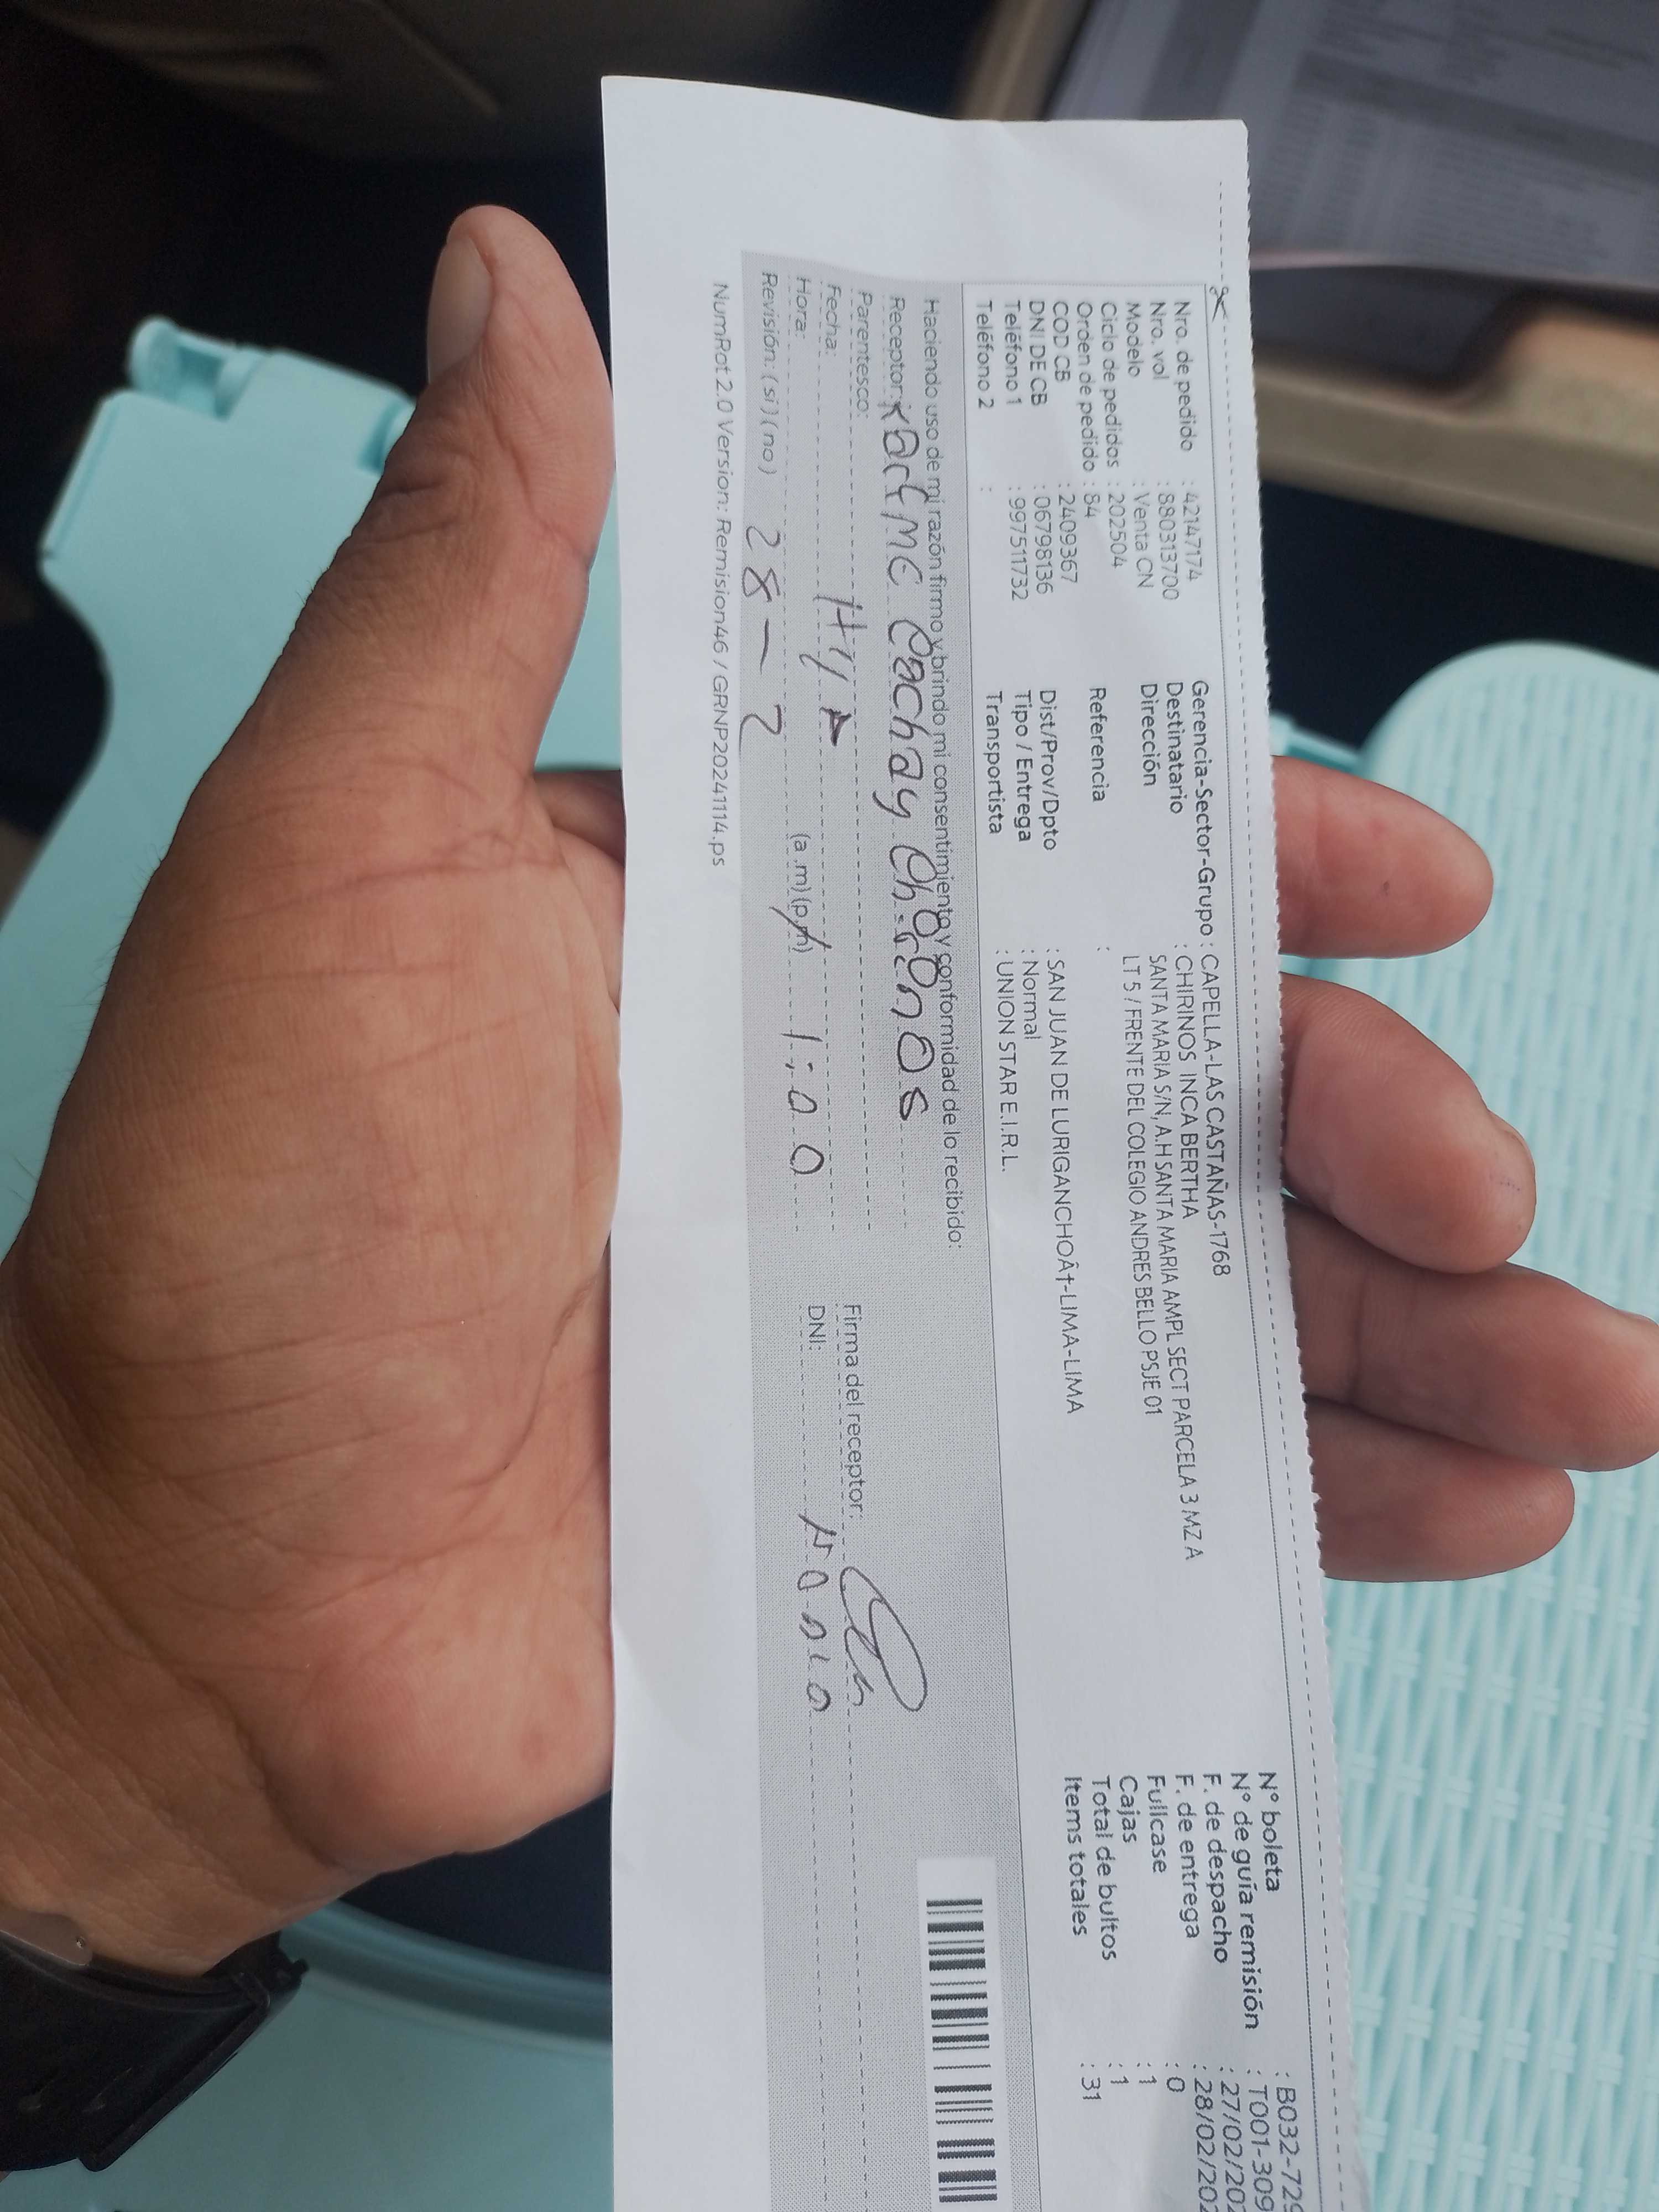 Nro. de pedido : 42147174
Nro. vol : 880313700
Modelo : Venta CN
Ciclo de pedidos : 202504
Orden de pedido : 84
COD CB : 2409367
DNI DE CB : 06798136
Teléfono 1 : 997511732
Teléfono 2 :
Gerencia-Sector-Grupo : CAPELLA-LAS CASTAÑAS-1768
Destinatario : CHIRINOS INCA BERTHA
Dirección SANTA MARIA S/N, A.H SANTA MARIA AMPL SECT PARCELA 3 MZ A
LT 5 / FRENTE DEL COLEGIO ANDRES BELLO PSJE 01
Referencia :
Dist/Prov/Dpto : SAN JUAN DE LURIGANCHOÂ†-LIMA-LIMA
Tipo / Entrega : Normal
Transportista : UNION STAR E.I.R.L.
N° boleta : B032-729
N° de guía remisión : T001-309
F. de despacho : 27/02/202
F. de entrega : 28/02/202
Fullcase : 0
Cajas : 1
Total de bultos : 1
Items totales : 31
Haciendo uso de mi razón firmo y brindo mi consentimiento y conformidad de lo recibido:
Receptor: Cachay
Parentesco:
Fecha:
Hora: (a.m) (p.m) 1:00
Revisión: (si) (no) 28-2
Firma del receptor:
DNI:
NumRot 2.0 Version: Remision46 / GRNP20241114.ps